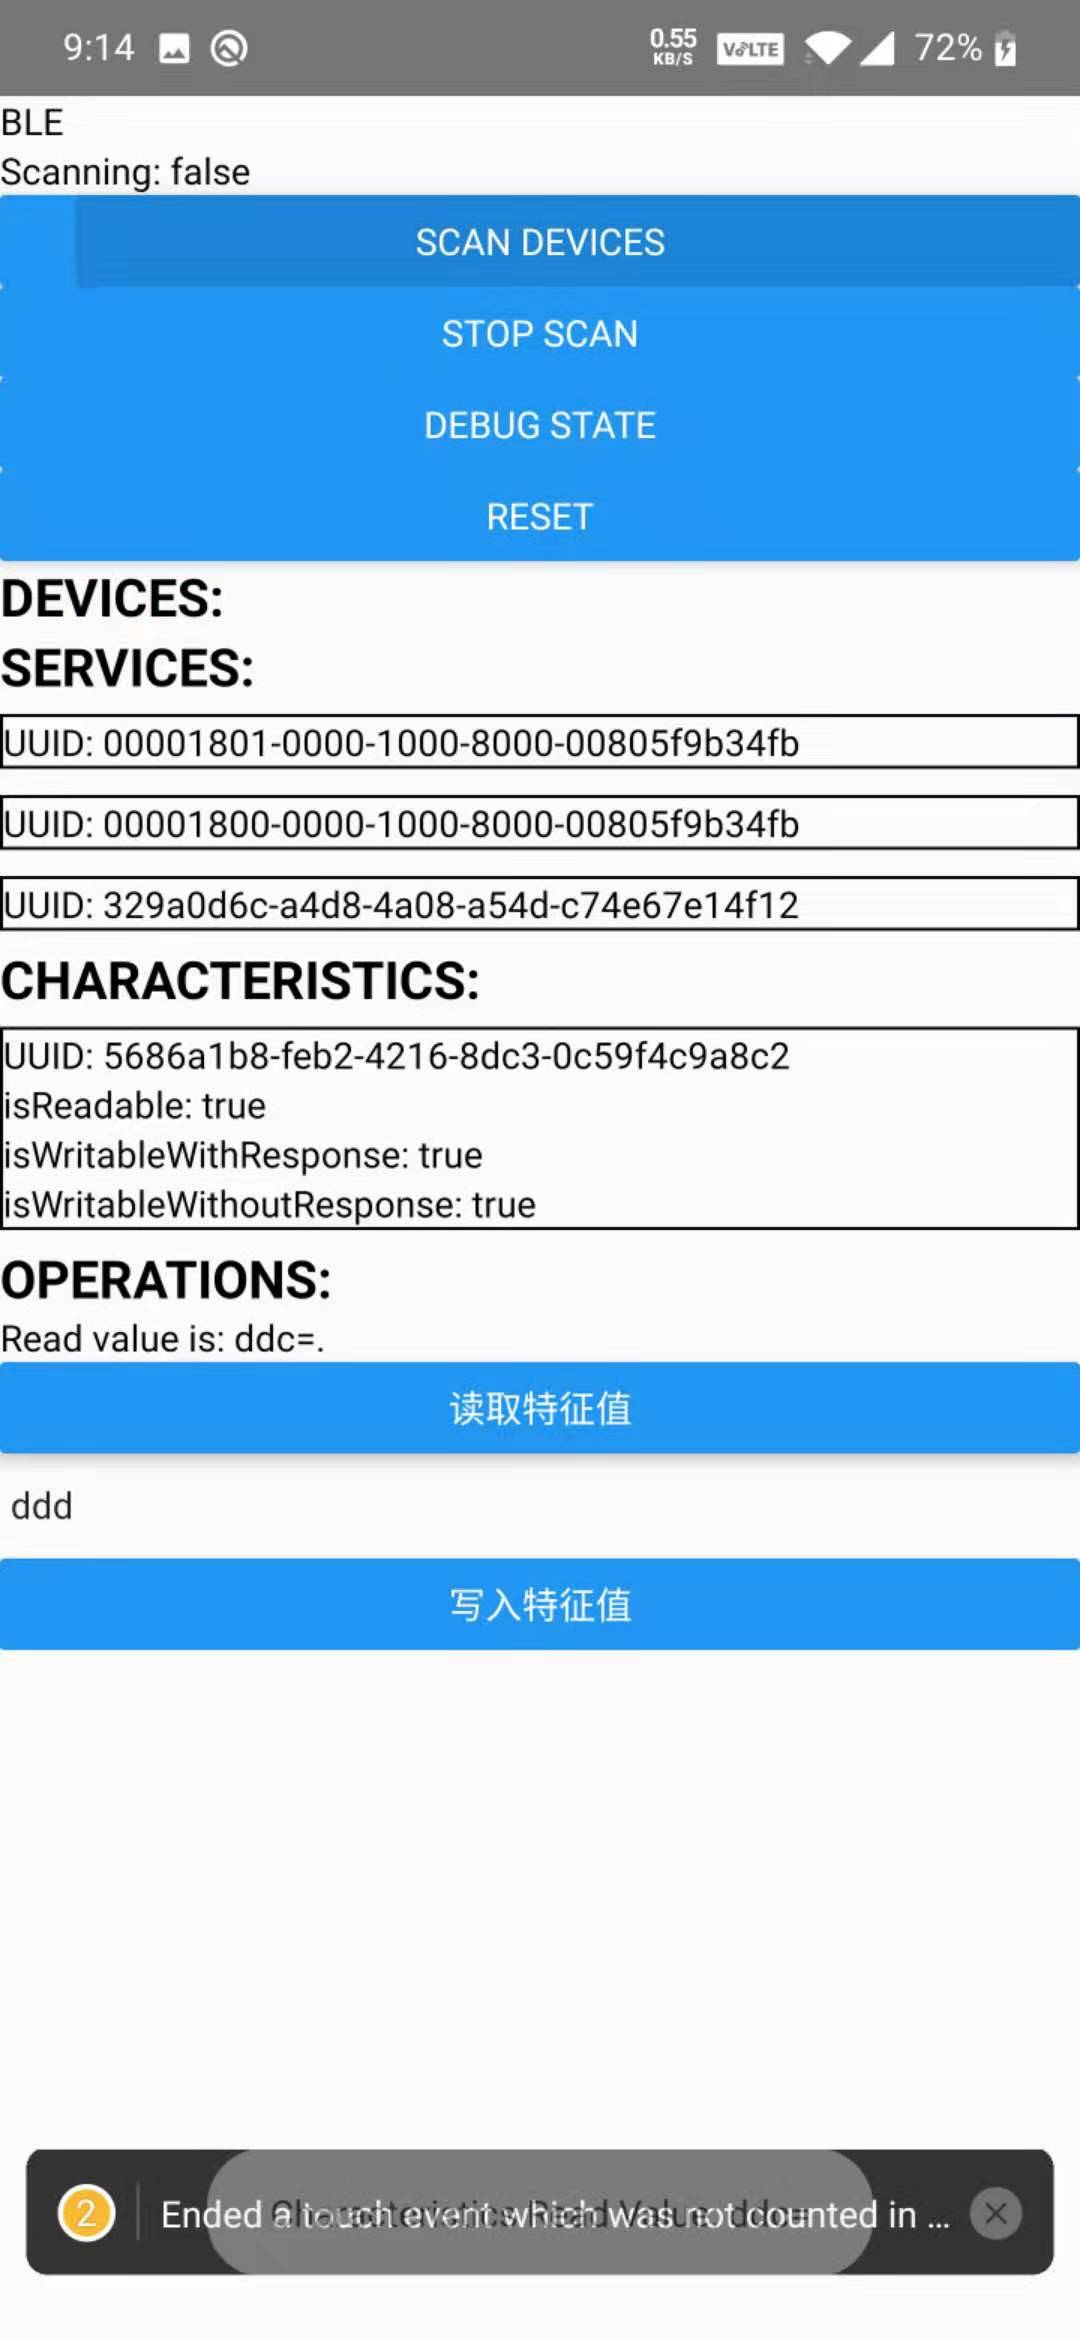 9:14
0.55
KB/S
VoLTE
72%
BLE
Scanning: false
SCAN DEVICES
STOP SCAN
DEBUG STATE
RESET
DEVICES:
SERVICES:
UUID: 00001801-0000-1000-8000-00805f9b34fb
UUID: 00001800-0000-1000-8000-00805f9b34fb
UUID: 329a0d6c-a4d8-4a08-a54d-c74e67e14f12
CHARACTERISTICS:
UUID: 5686a1b8-feb2-4216-8dc3-0c59f4c9a8c2
isReadable: true
isWritableWithResponse: true
isWritableWithoutResponse: true
OPERATIONS:
Read value is: ddc=.
读取特征值
ddd
写入特征值
2
Ended a touch event which was not counted in ...